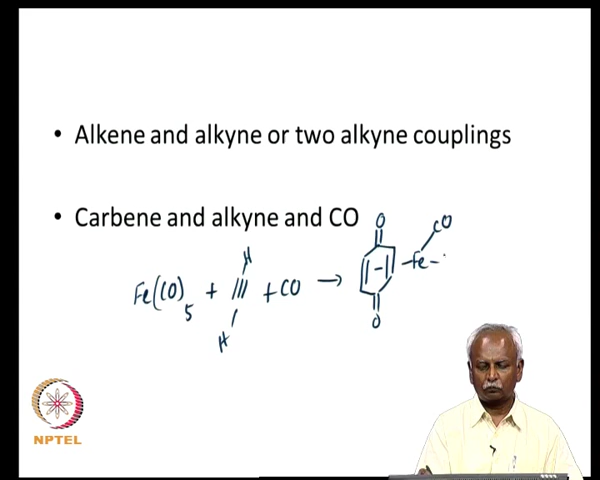 • Alkene and alkyne or two alkyne couplings
• Carbene and alkyne and CO
Fe(CO)5 + H ≡ H + CO → O O Fe CO
NPTEL